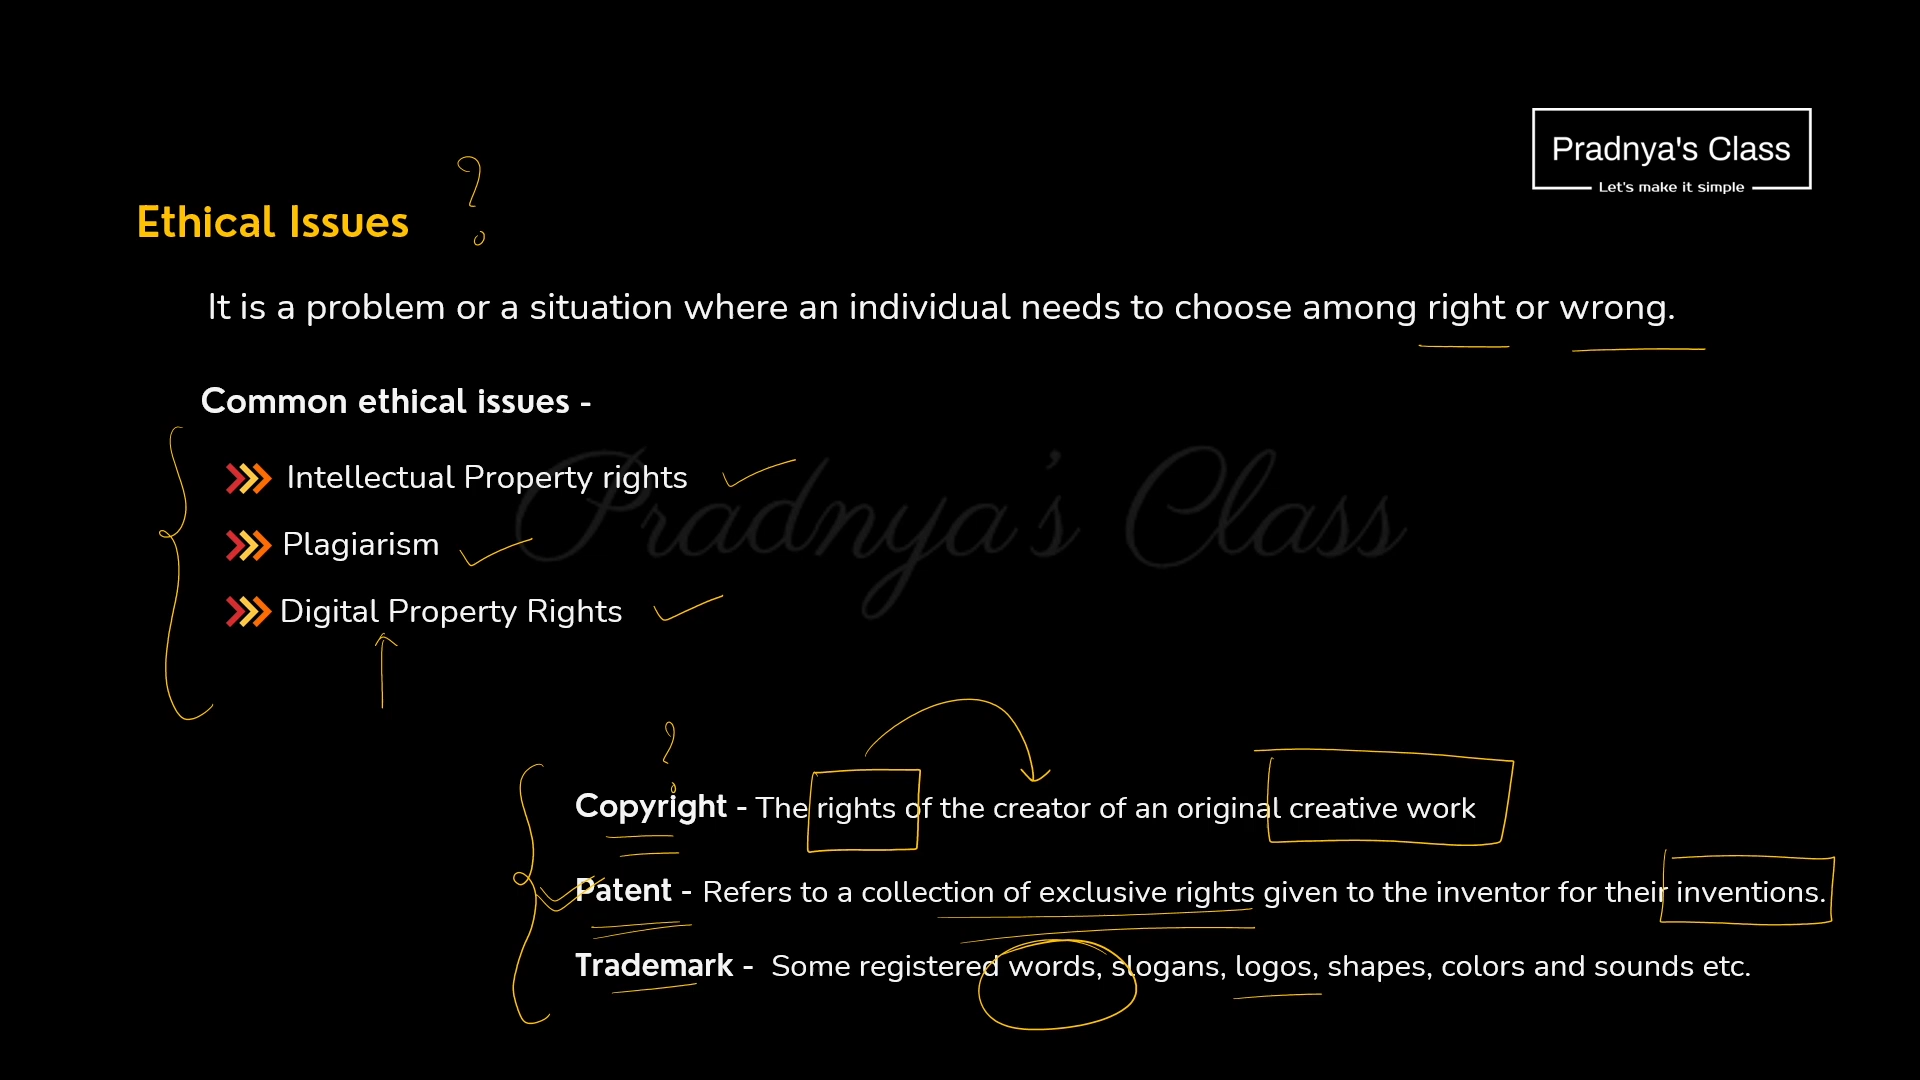 Pradnya's Class
Let's make it simple
Ethical Issues ?
It is a problem or a situation where an individual needs to choose among right or wrong.
Common ethical issues -
Intellectual Property rights
Plagiarism
Digital Property Rights
Pradnya's Class
?
Copyright - The rights of the creator of an original creative work
Patent - Refers to a collection of exclusive rights given to the inventor for their inventions.
Trademark - Some registered words, slogans, logos, shapes, colors and sounds etc.